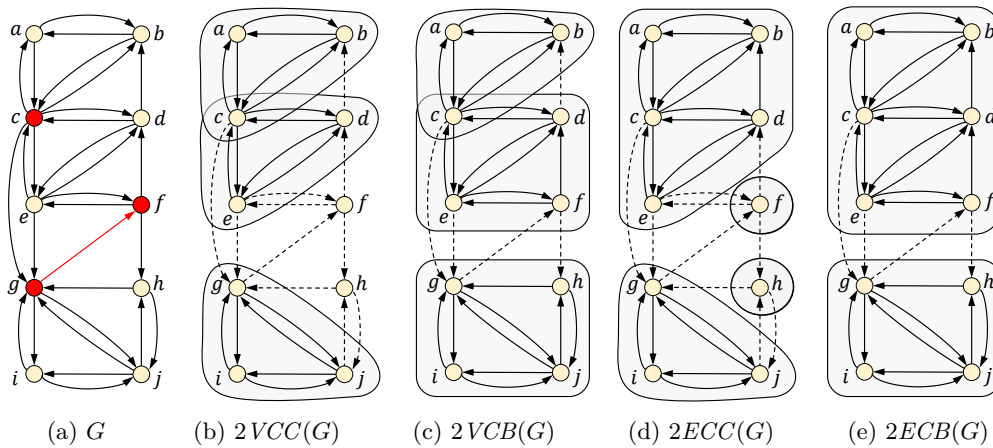 a b a b a b a b a b
c d c d c d c d c d
e f e f e f e f e f
g h g h g h g h g h
i j i j i j i j i j
(a) G (b) 2VCC(G) (c) 2VCB(G) (d) 2ECC(G) (e) 2ECB(G)